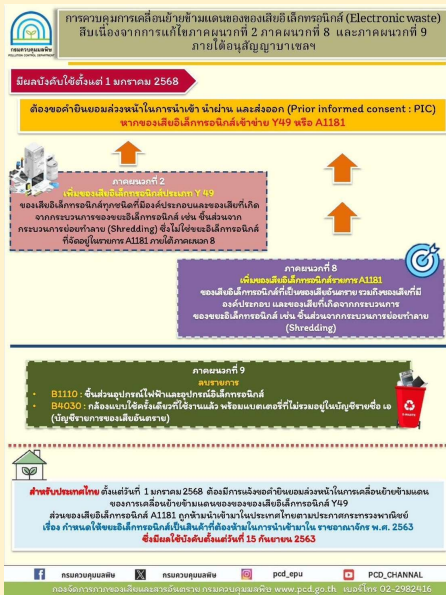 การควบคุมการเคลื่อนย้ายข้ามแดนของของเสียอิเล็กทรอนิกส์ (Electronic waste)
สืบเนื่องจากการแก้ไขภาคผนวกที่ 2 ภาคผนวกที่ 8 และภาคผนวกที่ 9
ภายใต้อนุสัญญาบาเซลฯ
กรมควบคุมมลพิษ
POLLUTION CONTROL DEPARTMENT
มีผลบังคับใช้ตั้งแต่ 1 มกราคม 2568
ต้องขอคำยินยอมล่วงหน้าในการนำเข้า นำผ่าน และส่งออก (Prior informed consent : PIC)
หากของเสียอิเล็กทรอนิกส์เข้าข่าย Y49 หรือ A1181
ภาคผนวกที่ 2
เพิ่มของเสียอิเล็กทรอนิกส์ประเภท Y 49
ของเสียอิเล็กทรอนิกส์ทุกชนิดที่มีองค์ประกอบและของเสียที่เกิด
จากกระบวนการของขยะอิเล็กทรอนิกส์ เช่น ชิ้นส่วนจาก
กระบวนการย่อยทำลาย (Shredding) ซึ่งไม่ใช่ขยะอิเล็กทรอนิกส์
ที่จัดอยู่ในรายการ A1181 ภายใต้ภาคผนวก 8
ภาคผนวกที่ 8
เพิ่มของเสียอิเล็กทรอนิกส์รายการ A1181
ของเสียอิเล็กทรอนิกส์ที่เป็นของเสียอันตราย รวมถึงของเสียที่มี
องค์ประกอบ และของเสียที่เกิดจากกระบวนการ
ของขยะอิเล็กทรอนิกส์ เช่น ชิ้นส่วนจากกระบวนการย่อยทำลาย
(Shredding)
ภาคผนวกที่ 9
ลบรายการ
• B1110 : ชิ้นส่วนอุปกรณ์ไฟฟ้าและอุปกรณ์อิเล็กทรอนิกส์
• B4030 : กล้องแบบใช้ครั้งเดียวที่ใช้งานแล้ว พร้อมแบตเตอรี่ที่ไม่รวมอยู่ในบัญชีรายชื่อ เอ
(บัญชีรายการของเสียอันตราย)
สำหรับประเทศไทย ตั้งแต่วันที่ 1 มกราคม 2568 ต้องมีการแจ้งขอคำยินยอมล่วงหน้าในการเคลื่อนย้ายข้ามแดน
ของการเคลื่อนย้ายข้ามแดนของของเสียอิเล็กทรอนิกส์ Y49
ส่วนของเสียอิเล็กทรอนิกส์ A1181 ถูกห้ามนำเข้ามาในประเทศไทยตามประกาศกระทรวงพาณิชย์
เรื่อง กำหนดให้ขยะอิเล็กทรอนิกส์เป็นสินค้าที่ต้องห้ามในการนำเข้ามาใน ราชอาณาจักร พ.ศ. 2563
ซึ่งมีผลใช้บังคับตั้งแต่วันที่ 15 กันยายน 2563
กรมควบคุมมลพิษ กรมควบคุมมลพิษ pcd_epu PCD_CHANNEL
กองจัดการกากของเสียและสารอันตราย กรมควบคุมมลพิษ www.pcd.go.th เบอร์โทร 02-2982416